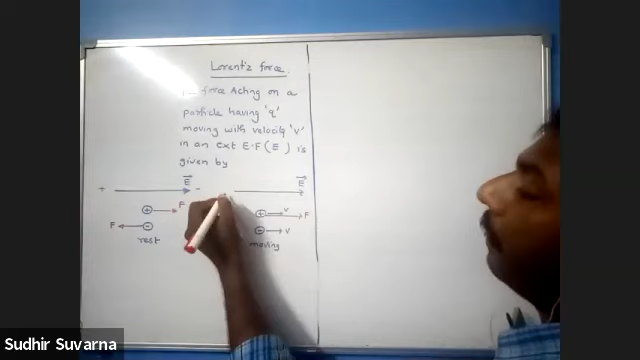 Lorentz force.
force Acting on a
particle having 'q'
moving with velocity 'v'
in an ext E.F (E) is
given by
+ E - E
+ F + v F
F - - v
rest moving
Sudhir Suvarna